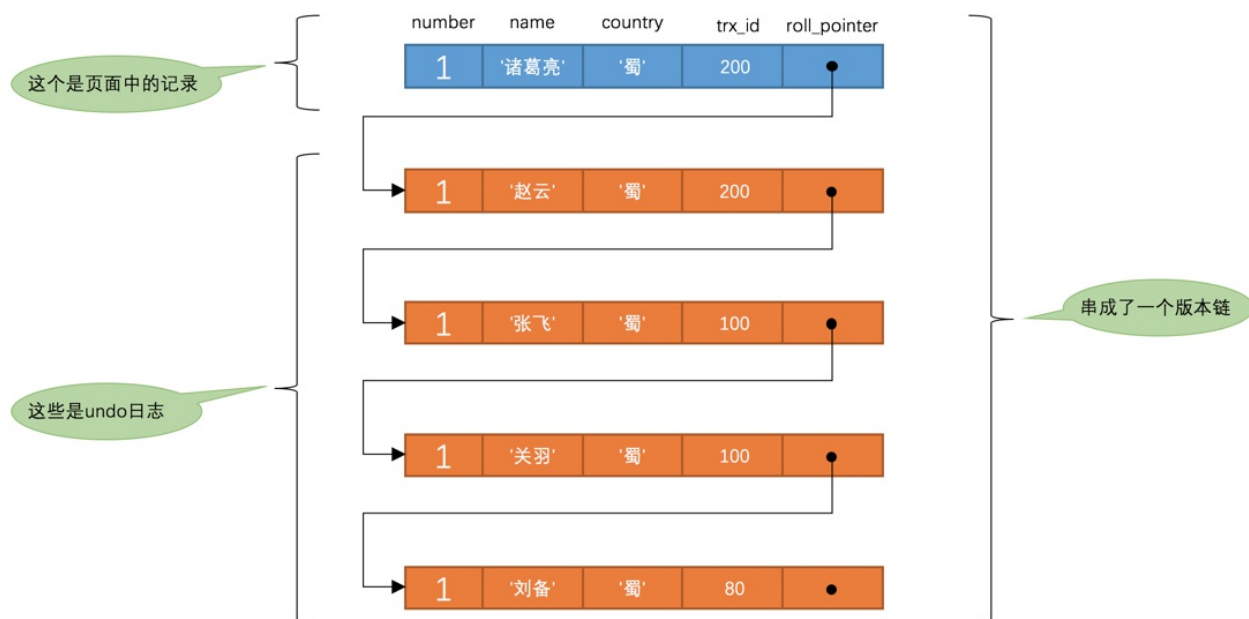 number name country trx_id roll_pointer
1 '诸葛亮' '蜀' 200
这个是页面中的记录
1 '赵云' '蜀' 200
1 '张飞' '蜀' 100
串成了一个版本链
这些是undo日志
1 '关羽' '蜀' 100
1 '刘备' '蜀' 80